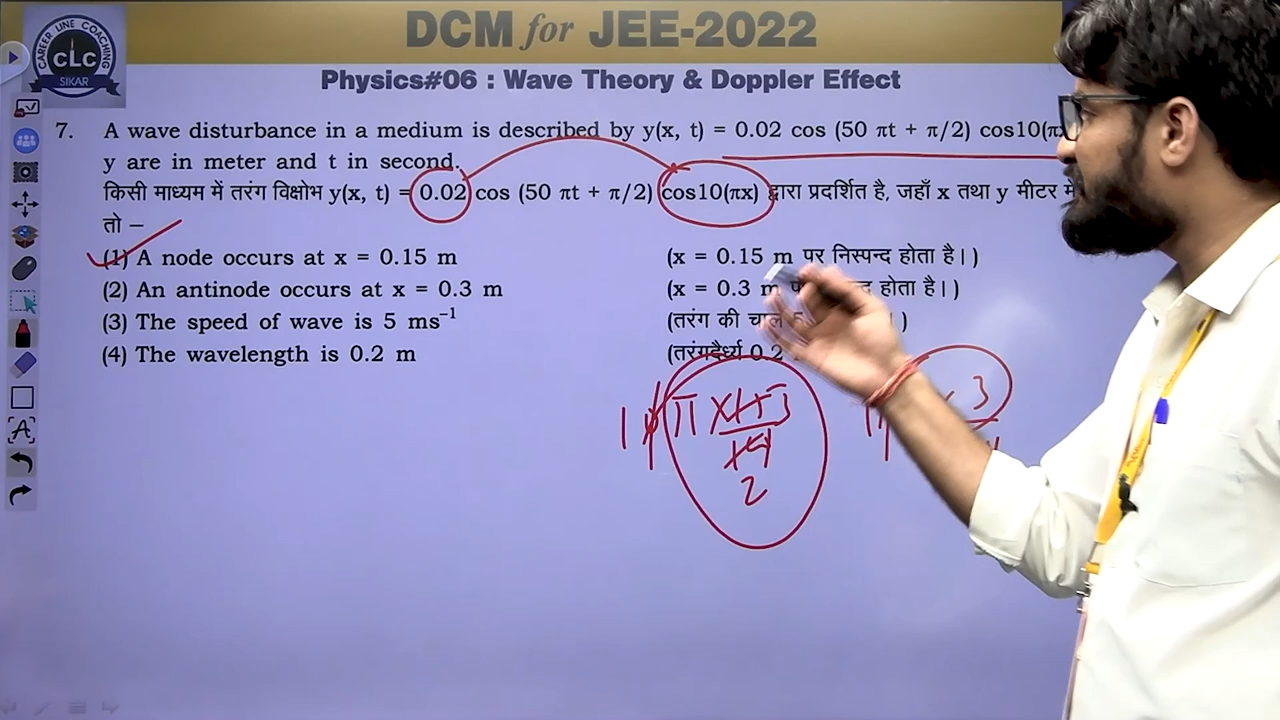 DCM for JEE-2022
CAREER LINE COACHING
CLC
SIKAR
Physics#06 : Wave Theory & Doppler Effect
7. A wave disturbance in a medium is described by y(x, t) = 0.02 cos (50 πt + π/2) cos10(πx
y are in meter and t in second.
किसी माध्यम में तरंग विक्षोभ y(x, t) = 0.02 cos (50 πt + π/2) cos10(πx) द्वारा प्रदर्शित है, जहाँ x तथा y मीटर में
तो –
(1) A node occurs at x = 0.15 m (x = 0.15 m पर निस्पन्द होता है।)
(2) An antinode occurs at x = 0.3 m (x = 0.3 m होता है।)
(3) The speed of wave is 5 ms⁻¹ (तरंग की चाल 5 )
(4) The wavelength is 0.2 m (तरंगदैर्ध्य 0.2
2